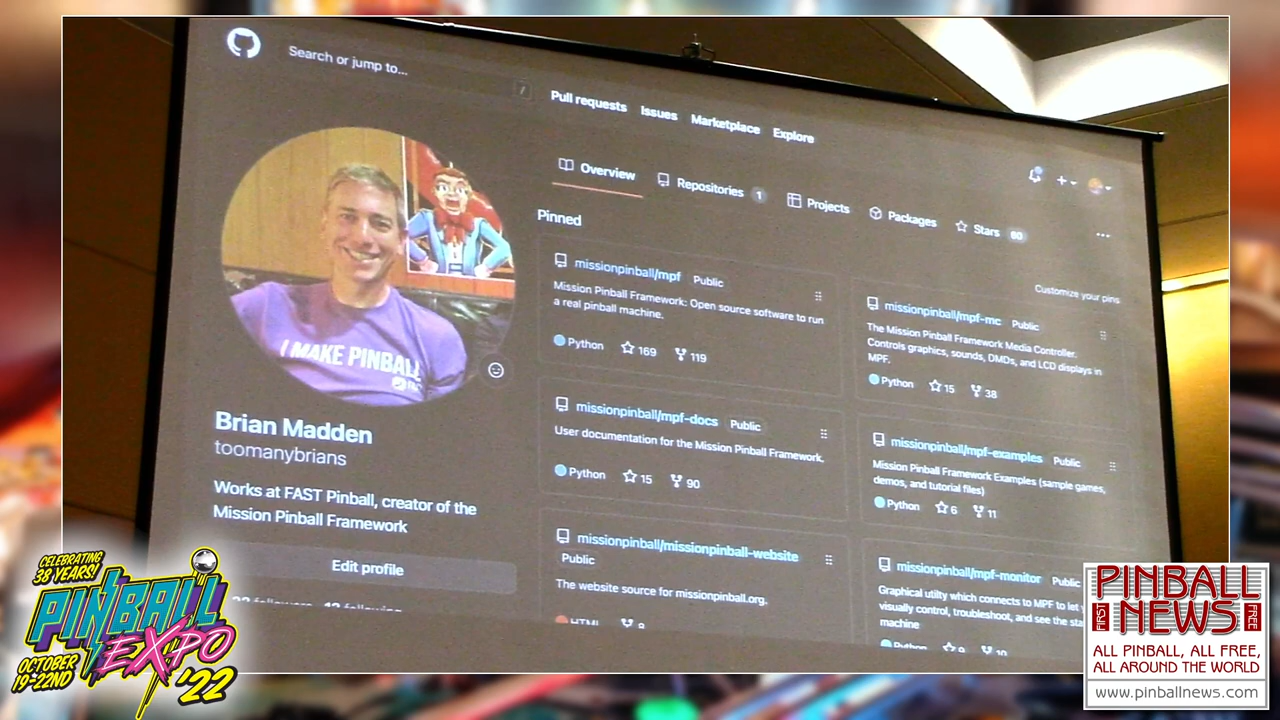 Search or jump to...
/
Pull requests Issues Marketplace Explore
Overview Repositories 1 Projects Packages Stars 60
Pinned
Customize your pins
missionpinball/mpf Public
Mission Pinball Framework: Open source software to run
a real pinball machine.
Python 169 119
missionpinball/mpf-mc Public
The Mission Pinball Framework Media Controller.
Controls graphics, sounds, DMDs, and LCD displays in
MPF.
Python 15 38
missionpinball/mpf-docs Public
User documentation for the Mission Pinball Framework.
Python 15 90
missionpinball/mpf-examples Public
Mission Pinball Framework Examples (sample games,
demos, and tutorial files)
Python 6 11
missionpinball/missionpinball-website
Public
The website source for missionpinball.org.
HTML
missionpinball/mpf-monitor Public
Graphical utilty which connects to MPF to let
visually control, troubleshoot, and see the
machine
Python
I MAKE PINBALL
Brian Madden
toomanybrians
Works at FAST Pinball, creator of the
Mission Pinball Framework
Edit profile
followers following
CELEBRATING
38 YEARS!
PINBALL
EXPO
OCTOBER
19-22ND
'22
PINBALL
FIRST NEWS FREE
ALL PINBALL, ALL FREE,
ALL AROUND THE WORLD
www.pinballnews.com